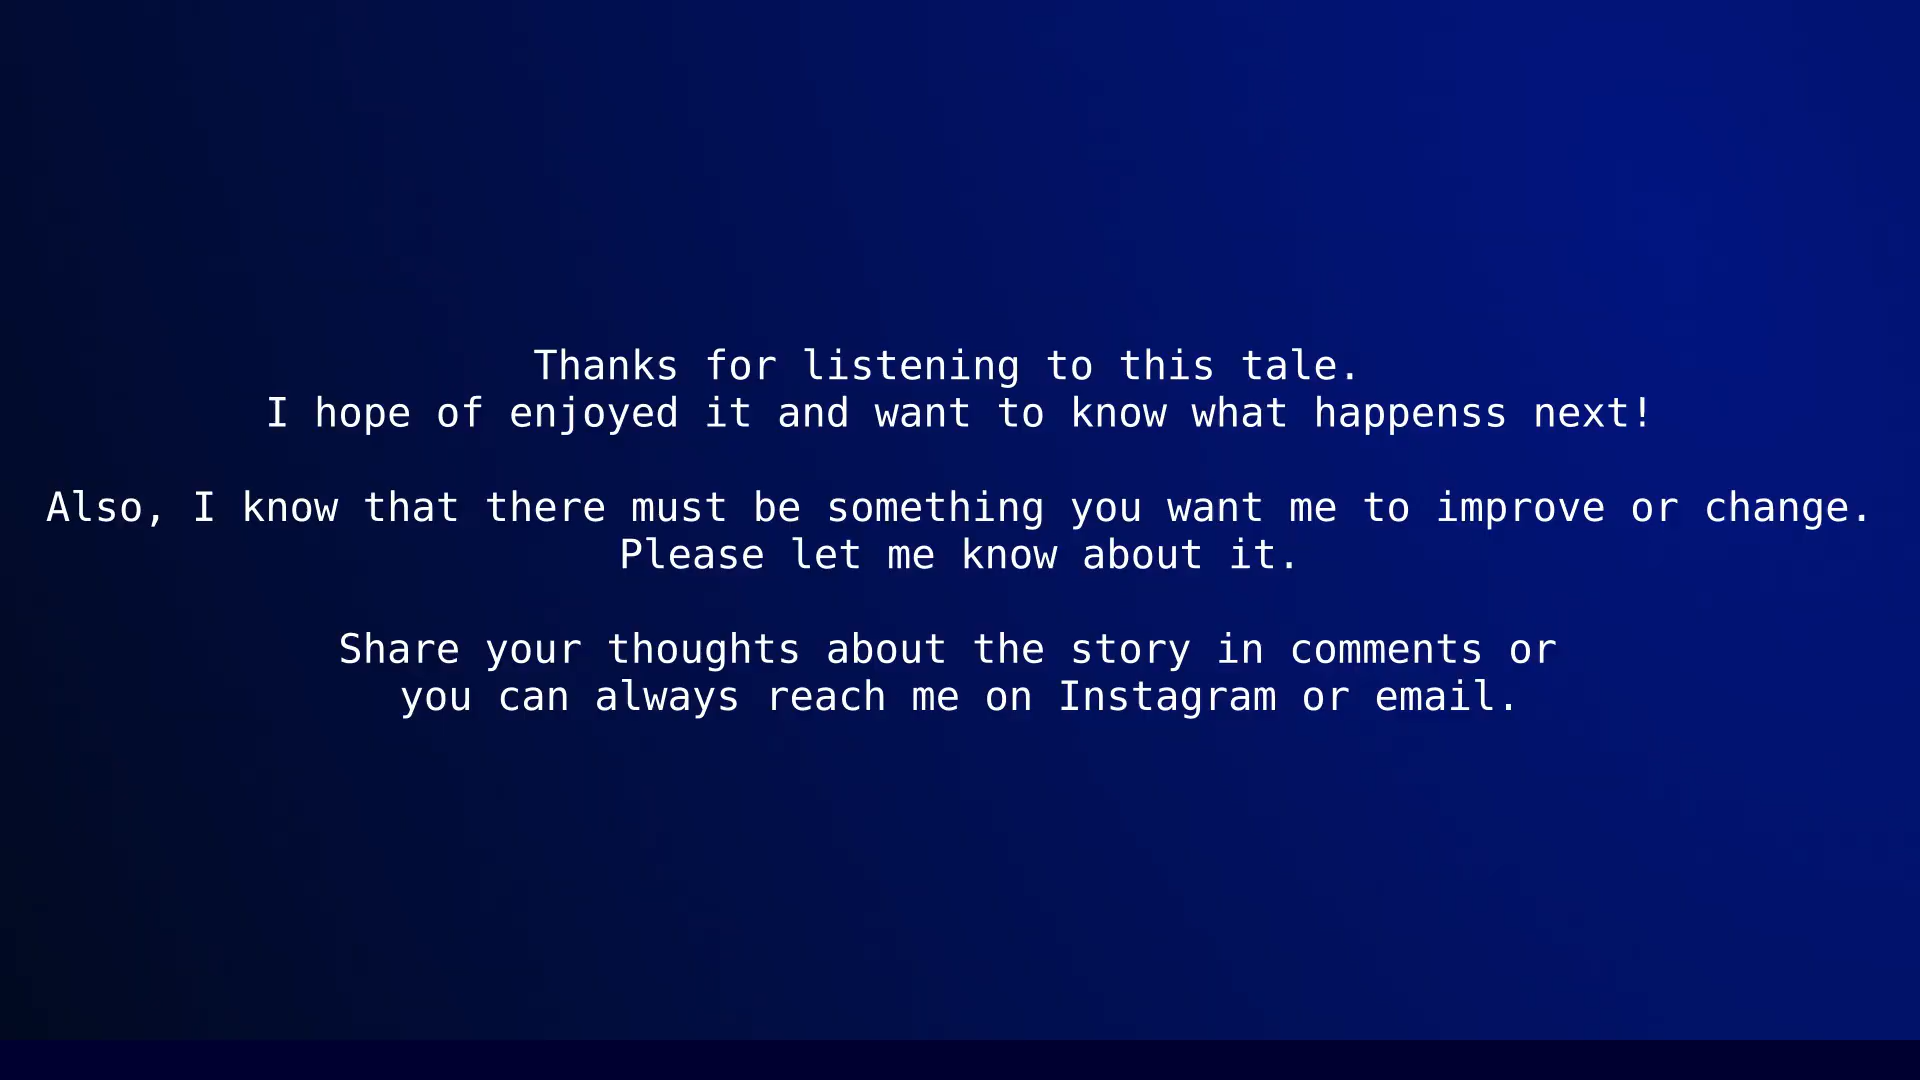 Thanks for listening to this tale.
I hope of enjoyed it and want to know what happenss next!
Also, I know that there must be something you want me to improve or change.
Please let me know about it.
Share your thoughts about the story in comments or
you can always reach me on Instagram or email.